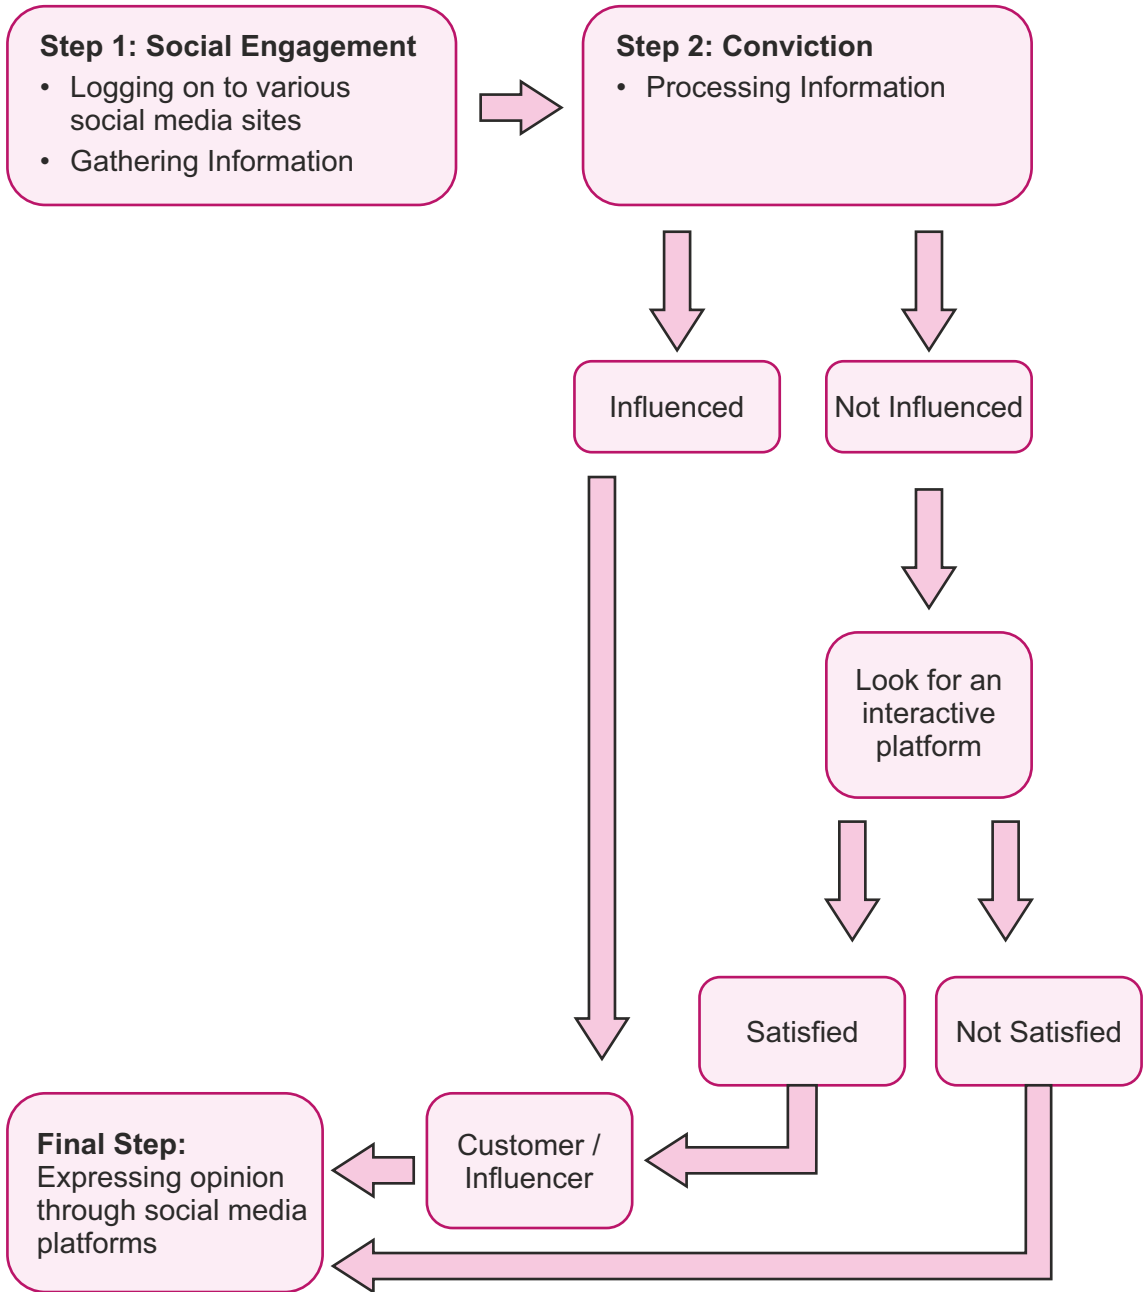 Step 1: Social Engagement
• Logging on to various
social media sites
• Gathering Information
Step 2: Conviction
• Processing Information
Influenced
Not Influenced
Look for an
interactive
platform
Satisfied
Not Satisfied
Customer /
Influencer
Final Step:
Expressing opinion
through social media
platforms